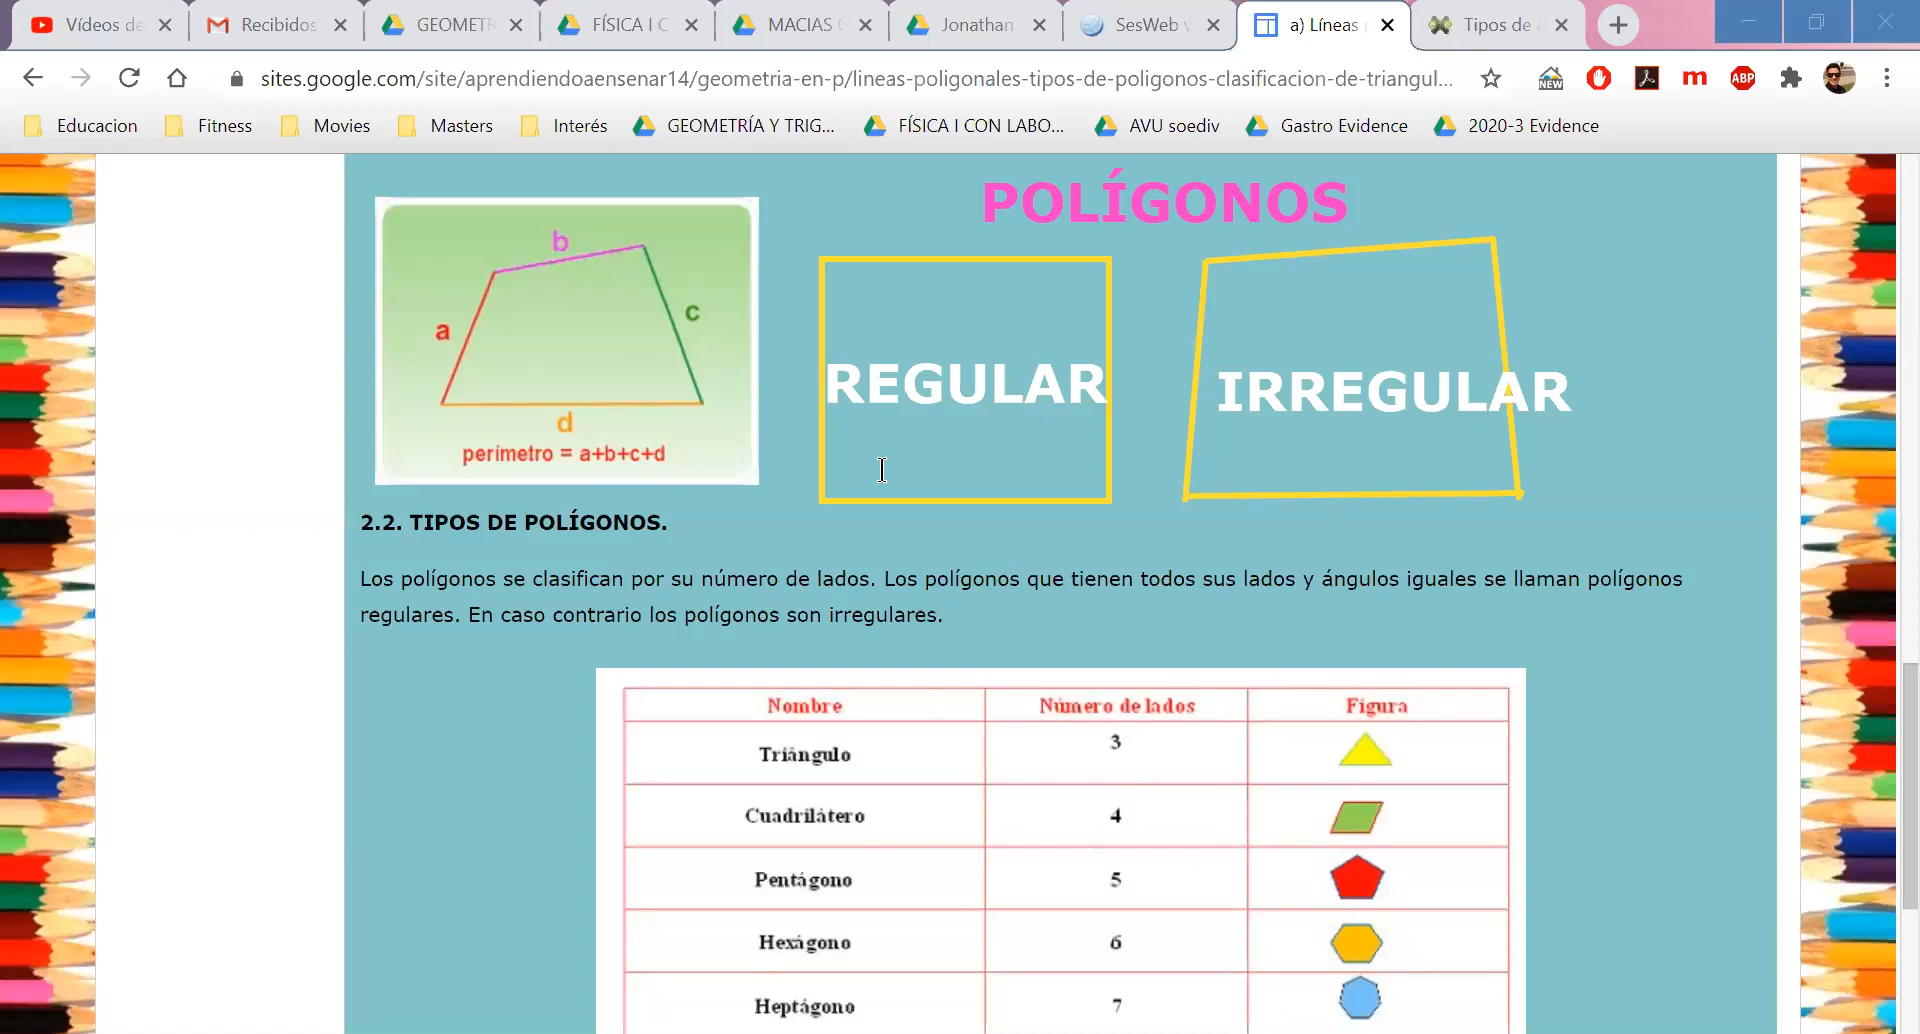 Vídeos de
Recibidos
GEOMETR
FÍSICA I C
MACIAS
Jonathan
SesWeb v
a) Líneas
Tipos de
sites.google.com/site/aprendiendoaensenar14/geometria-en-p/lineas-poligonales-tipos-de-poligonos-clasificacion-de-triangul...
NEW
m
ABP
Educacion
Fitness
Movies
Masters
Interés
GEOMETRÍA Y TRIG...
FÍSICA I CON LABO...
AVU soediv
Gastro Evidence
2020-3 Evidence
POLÍGONOS
b
a
c
d
perimetro = a+b+c+d
REGULAR
IRREGULAR
2.2. TIPOS DE POLÍGONOS.
Los polígonos se clasifican por su número de lados. Los polígonos que tienen todos sus lados y ángulos iguales se llaman polígonos
regulares. En caso contrario los polígonos son irregulares.
Nombre Número de lados Figura
Triángulo 3
Cuadrilátero 4
Pentágono 5
Hexágono 6
Heptágono 7